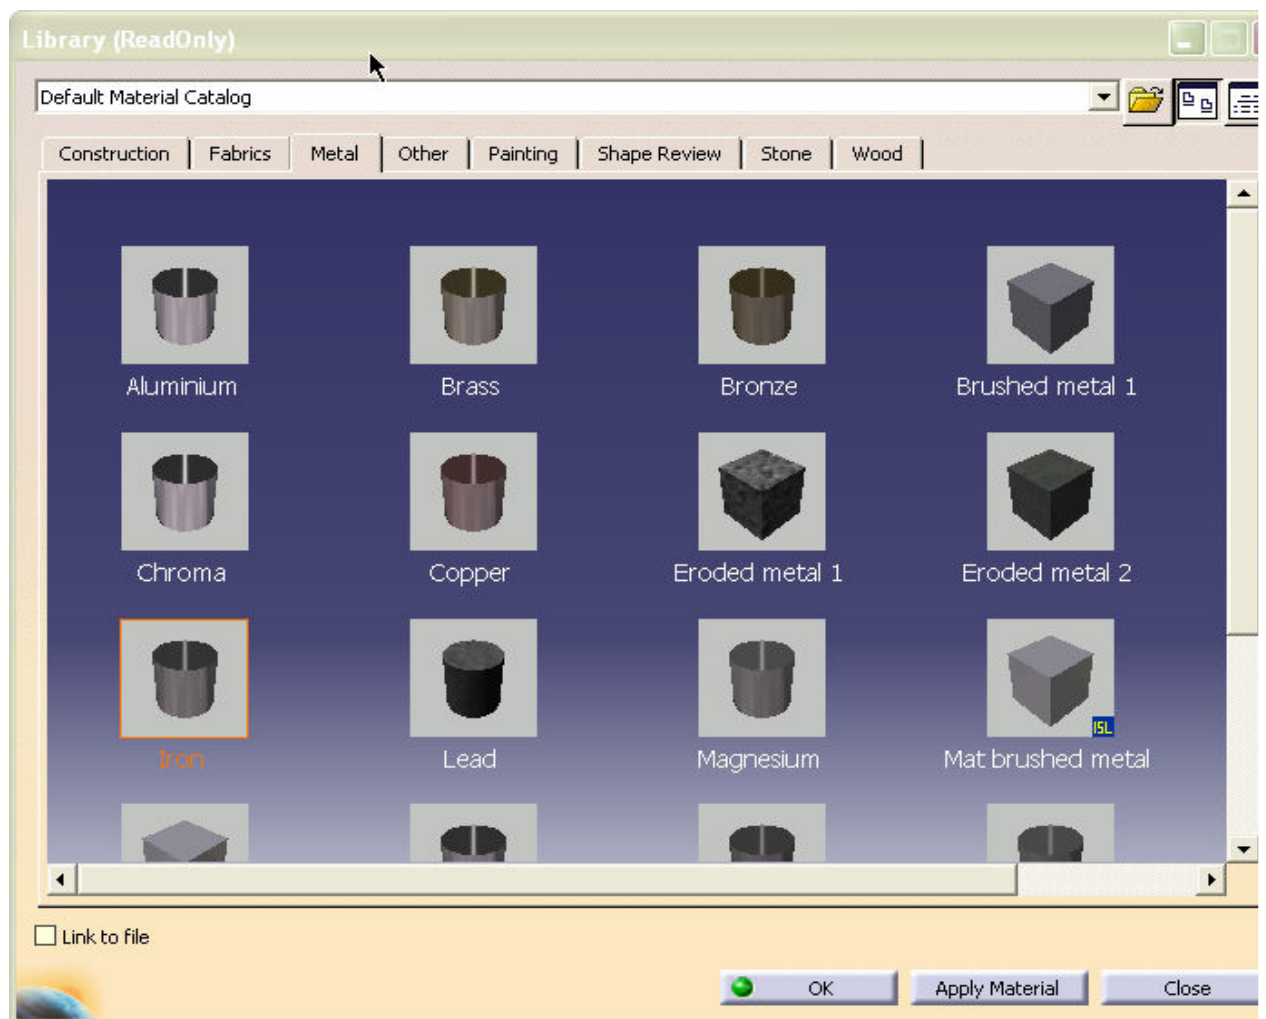 Library (ReadOnly)
Default Material Catalog
Construction Fabrics Metal Other Painting Shape Review Stone Wood
Aluminium Brass Bronze Brushed metal 1
Chroma Copper Eroded metal 1 Eroded metal 2
ISL
Iron Lead Magnesium Mat brushed metal
Link to file
OK Apply Material Close